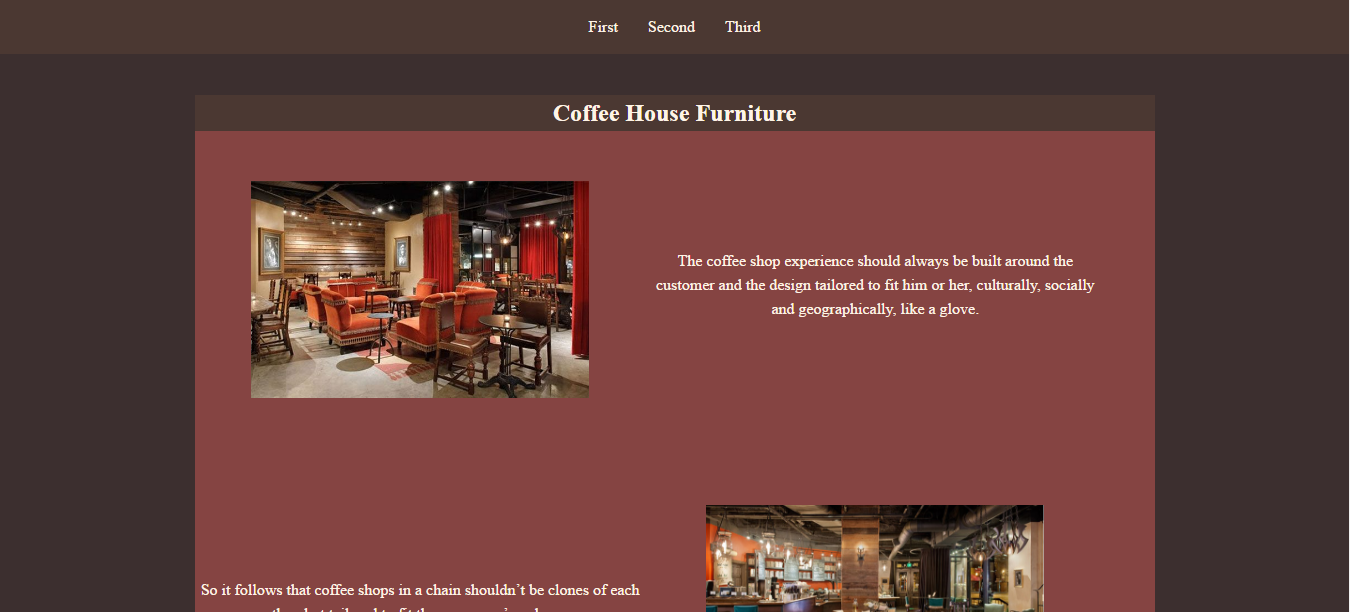 First Second Third
Coffee House Furniture
The coffee shop experience should always be built around the
customer and the design tailored to fit him or her, culturally, socially
and geographically, like a glove.
So it follows that coffee shops in a chain shouldn’t be clones of each